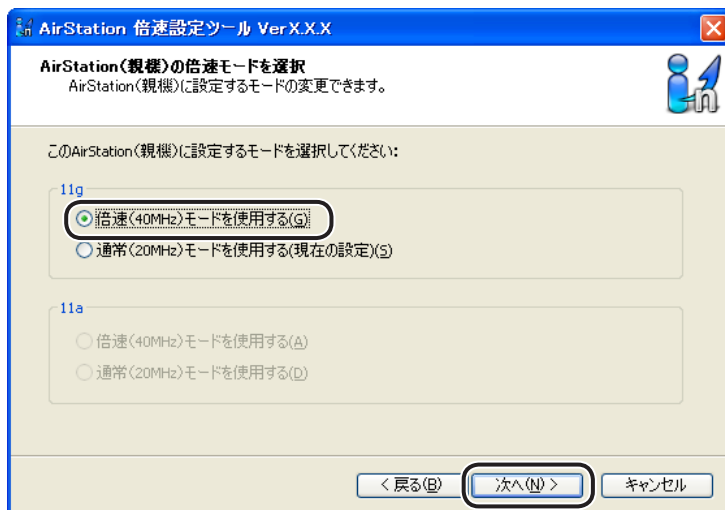 AirStation 倍速設定ツール VerX.X.X
AirStation(親機)の倍速モードを選択
AirStation(親機)に設定するモードの変更できます。
n
このAirStation(親機)に設定するモードを選択してください:
11g
倍速(40MHz)モードを使用する(G)
通常(20MHz)モードを使用する(現在の設定)(S)
11a
倍速(40MHz)モードを使用する(A)
通常(20MHz)モードを使用する(D)
< 戻る(B)
次へ(N) >
キャンセル